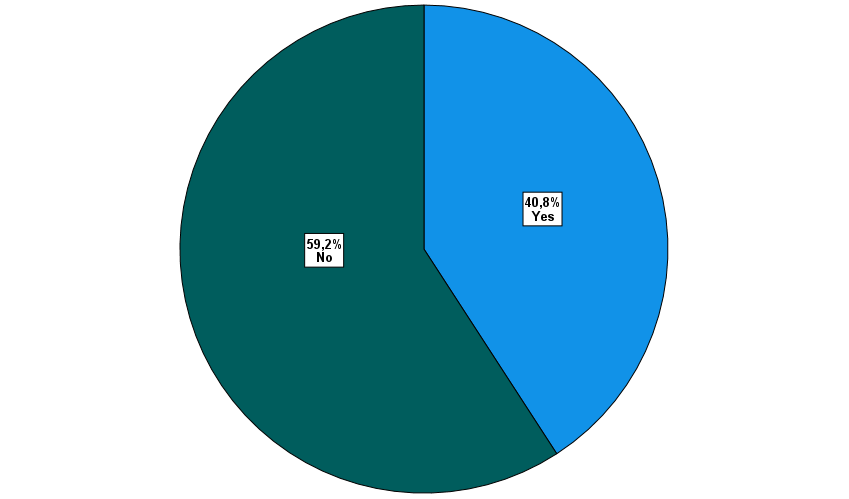 40,8%
Yes
59,2%
No